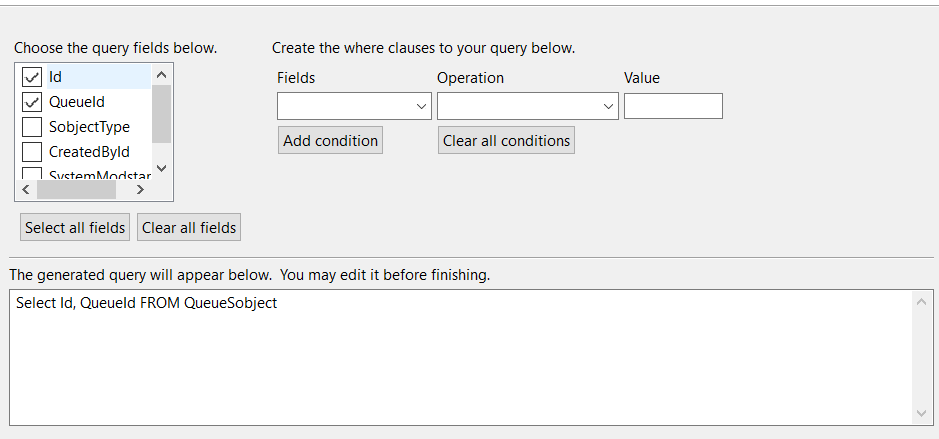 Choose the query fields below.
Create the where clauses to your query below.
Id
QueueId
SobjectType
CreatedById
SystemModstar
Fields
Operation
Value
Add condition
Clear all conditions
Select all fields
Clear all fields
The generated query will appear below.  You may edit it before finishing.
Select Id, QueueId FROM QueueSobject